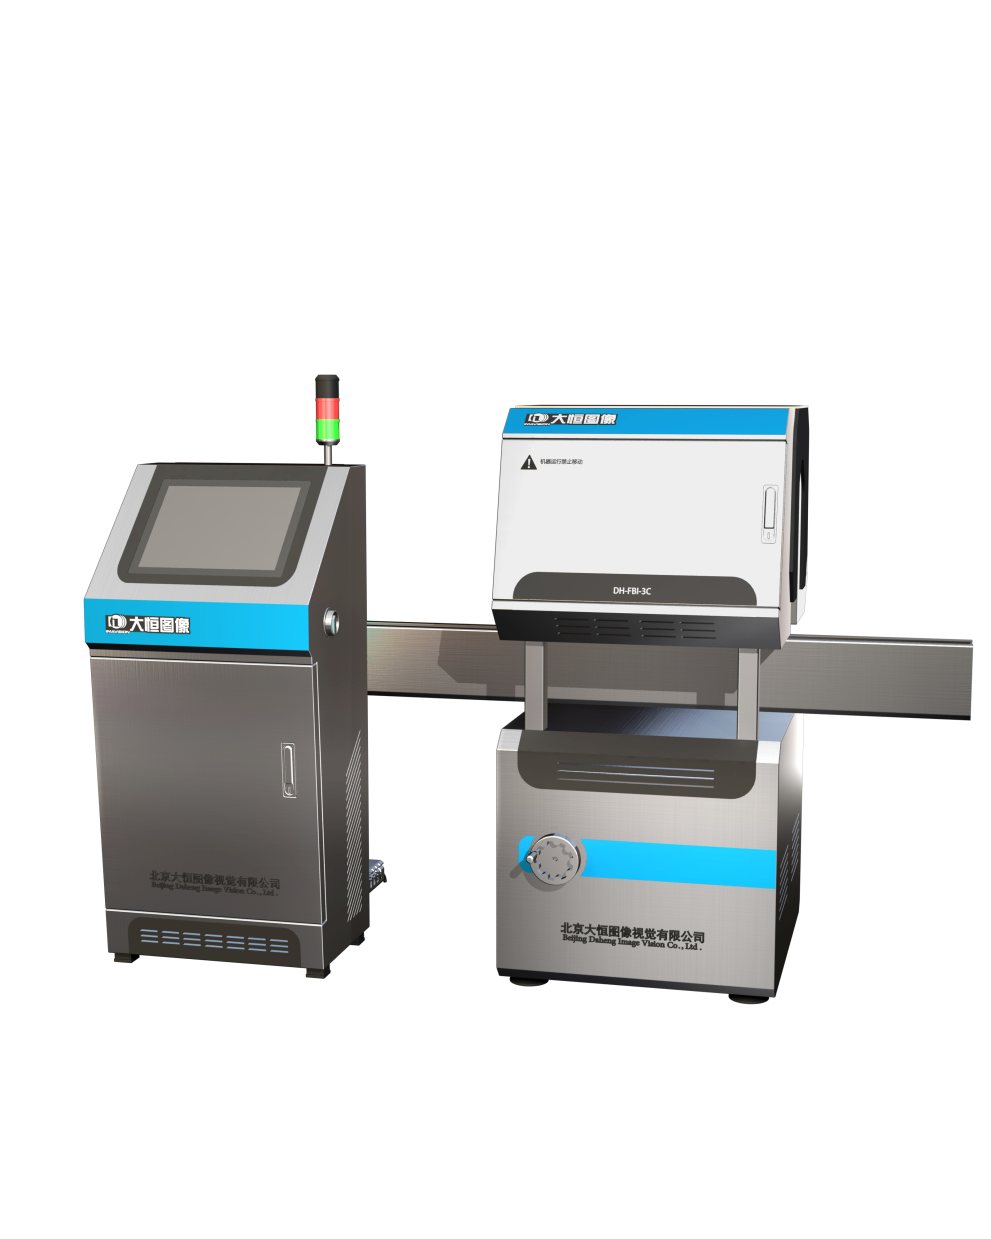 大恒图像
北京大恒图像视觉有限公司
Beijing Daheng Image Vision Co., Ltd .
大恒图像
机器运行禁止移动
DH-FBI-3C
北京大恒图像视觉有限公司
Beijing Daheng Image Vision Co., Ltd .